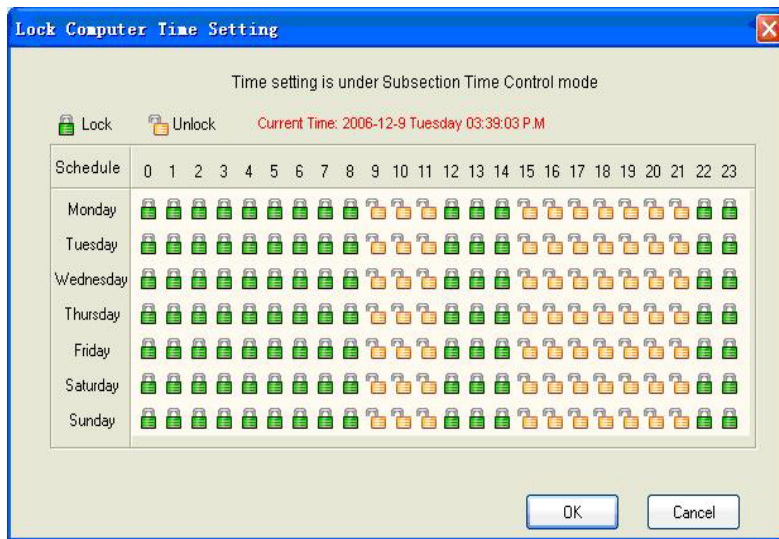 Lock Computer Time Setting
Time setting is under Subsection Time Control mode
Lock Unlock Current Time: 2006-12-9 Tuesday 03:39:03 P.M
Schedule 0 1 2 3 4 5 6 7 8 9 10 11 12 13 14 15 16 17 18 19 20 21 22 23
Monday
Tuesday
Wednesday
Thursday
Friday
Saturday
Sunday
OK Cancel